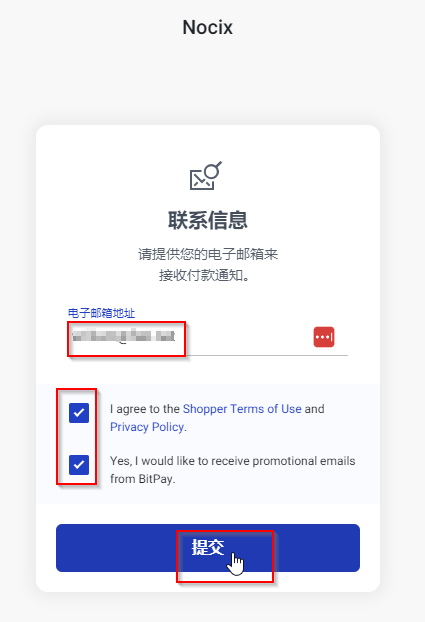 Nocix
联系信息
请提供您的电子邮箱来
接收付款通知。
电子邮箱地址
I agree to the Shopper Terms of Use and
Privacy Policy.
Yes, I would like to receive promotional emails
from BitPay.
提交